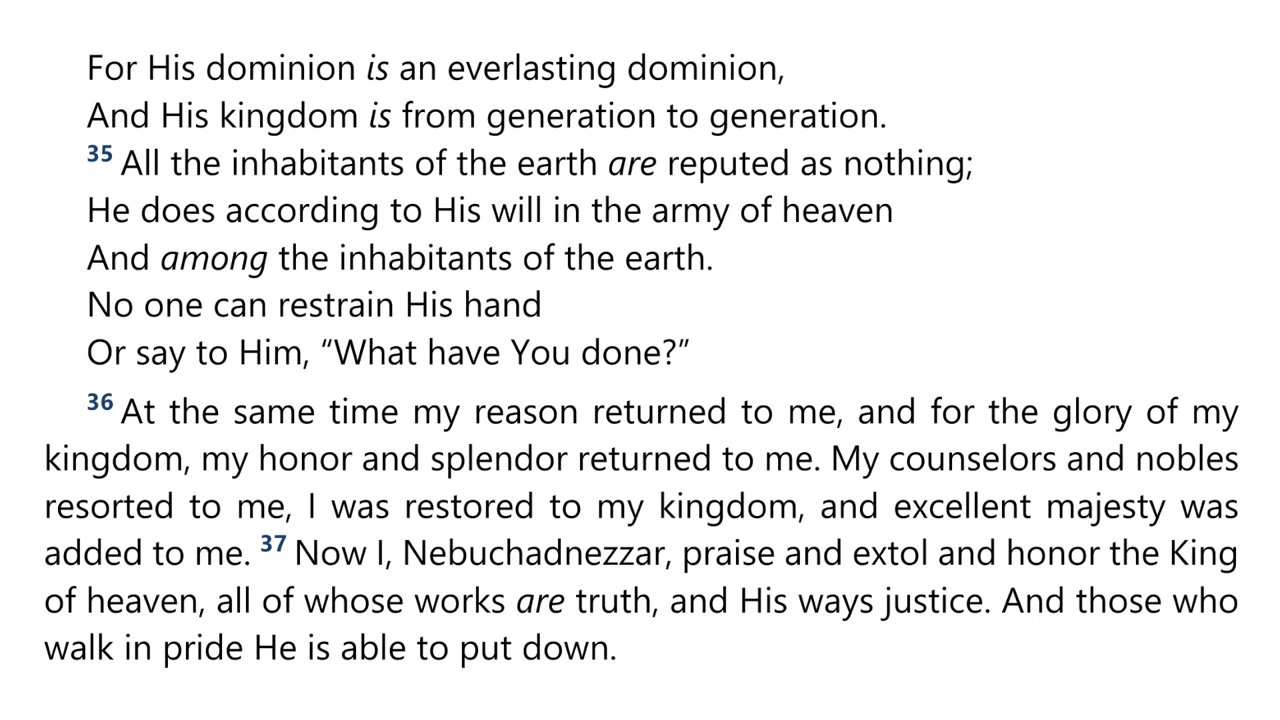 For His dominion is an everlasting dominion,
And His kingdom is from generation to generation.
35 All the inhabitants of the earth are reputed as nothing;
He does according to His will in the army of heaven
And among the inhabitants of the earth.
No one can restrain His hand
Or say to Him, “What have You done?”
36 At the same time my reason returned to me, and for the glory of my
kingdom, my honor and splendor returned to me. My counselors and nobles
resorted to me, I was restored to my kingdom, and excellent majesty was
added to me. 37 Now I, Nebuchadnezzar, praise and extol and honor the King
of heaven, all of whose works are truth, and His ways justice. And those who
walk in pride He is able to put down.